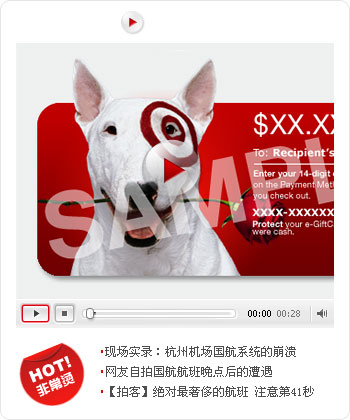 $XX.XX
To: Recipient's
Enter your 14-digit
on the Payment Meth
you check out.
XXXX-XXXXXX
Protect your e-GiftC
were cash.
SAMPL
00:00 00:28
HOT!
非常烫
·现场实录：杭州机场国航系统的崩溃
·网友自拍国航航班晚点后的遭遇
·【拍客】绝对最奢侈的航班 注意第41秒